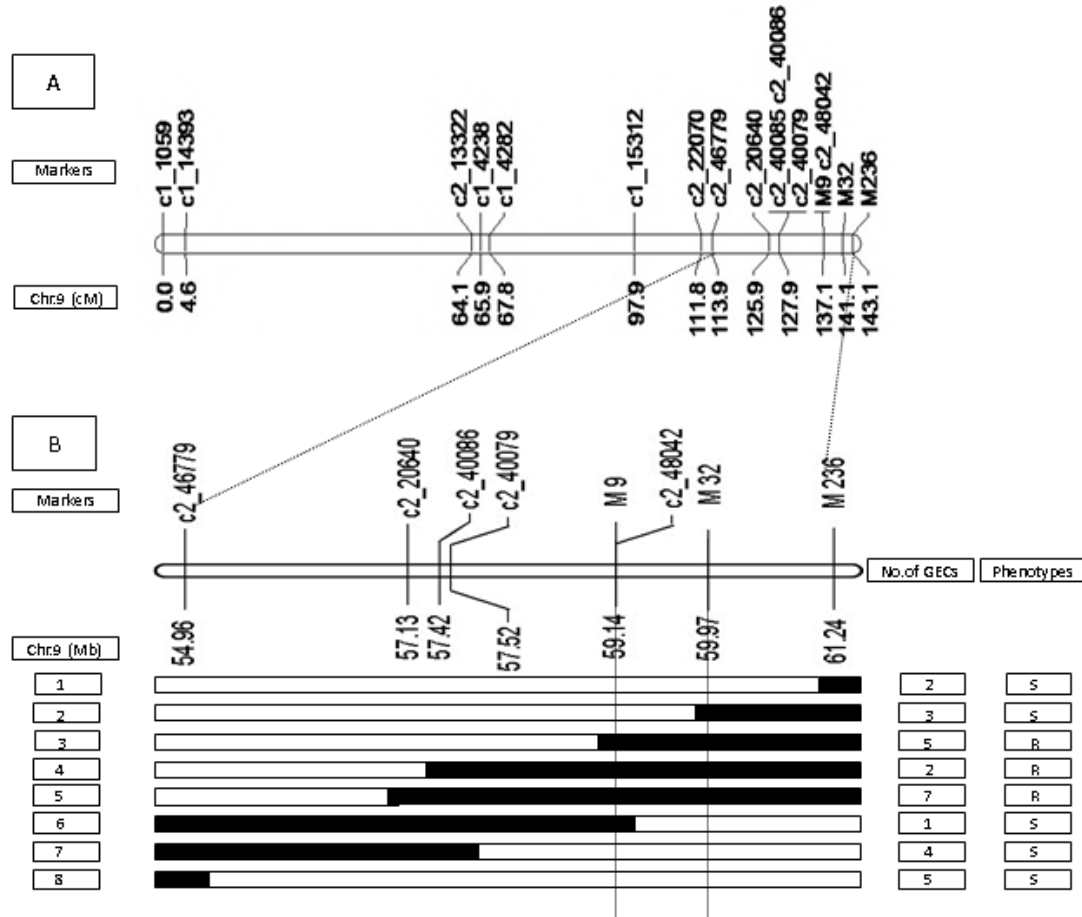 A
Markers
c1_1059
c1_14393
c2_13322
c1_4238
c1_4282
c1_15312
c2_22070
c2_46779
c2_20640
c2_40085 c2_40086
c2_40079
M9 c2_48042
M32
M236
Chr.9 (cM)
0.0
4.6
64.1
65.9
67.8
97.9
111.8
113.9
125.9
127.9
137.1
141.1
143.1
B
Markers
c2_46779
c2_20640
c2_40086
c2_40079
M 9
c2_48042
M 32
M 236
No.of GECs
Phenotypes
Chr.9 (Mb)
54.96
57.13
57.42
57.52
59.14
59.97
61.24
1 2 S
2 3 S
3 5 R
4 2 R
5 7 R
6 1 S
7 4 S
8 5 S